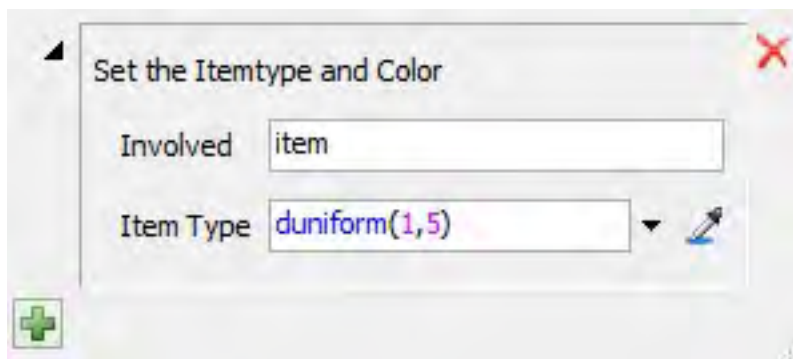 Set the Itemtype and Color
Involved item
Item Type duniform(1,5)